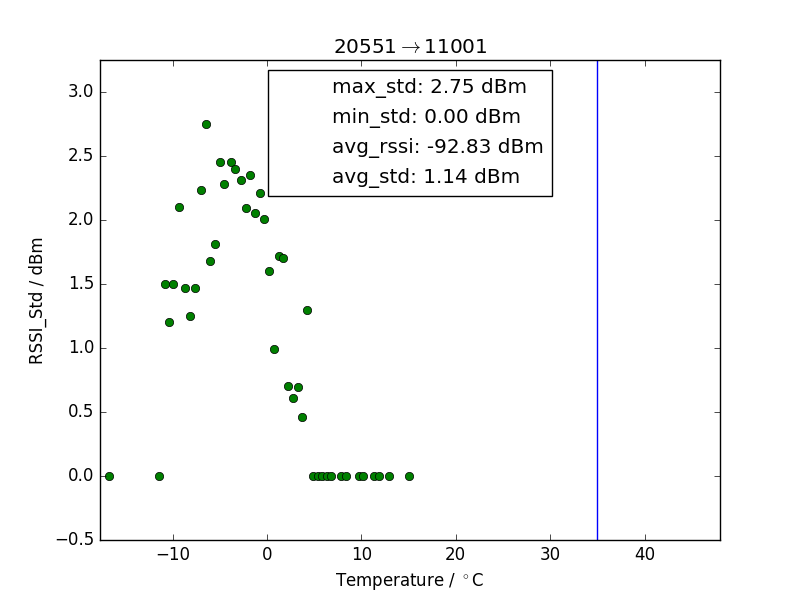 20551→11001
max_std: 2.75 dBm
min_std: 0.00 dBm
avg_rssi: -92.83 dBm
avg_std: 1.14 dBm
RSSI_Std / dBm
3.0
2.5
2.0
1.5
1.0
0.5
0.0
−0.5
−10 0 10 20 30 40
Temperature / °C